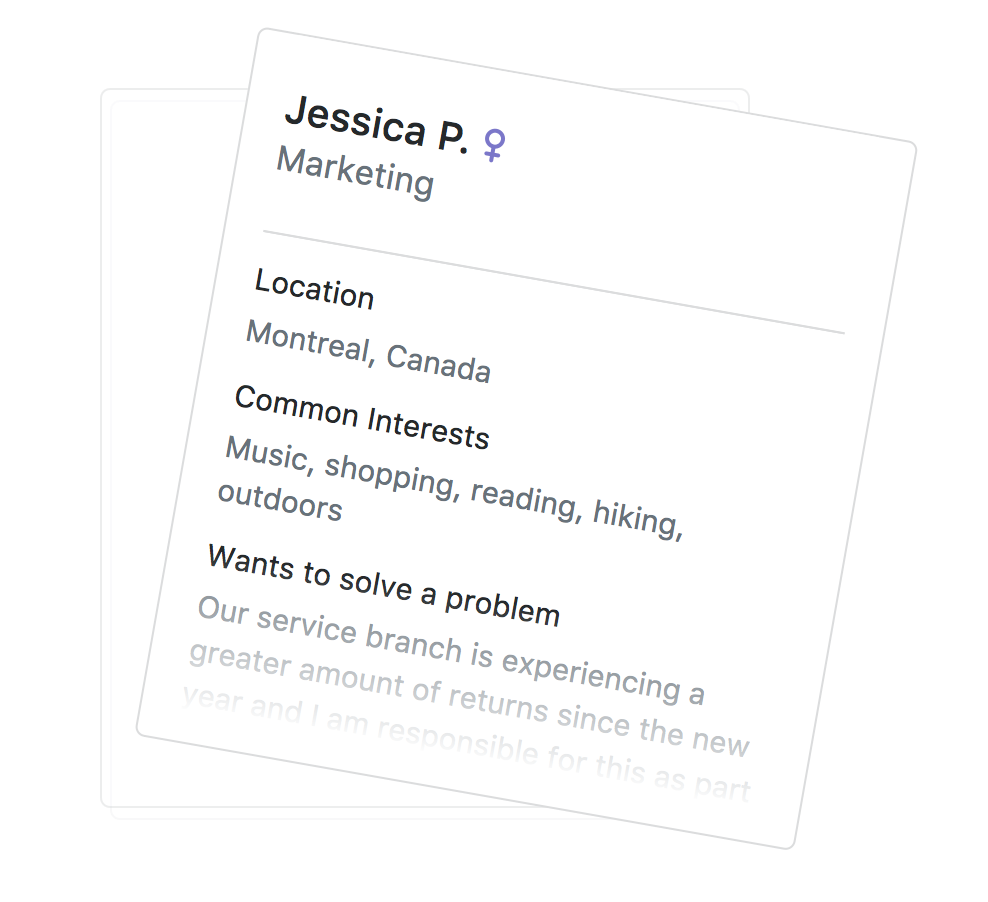 Jessica P. ♀
Marketing
Location
Montreal, Canada
Common Interests
Music, shopping, reading, hiking,
outdoors
Wants to solve a problem
Our service branch is experiencing a
greater amount of returns since the new
year and I am responsible for this as part